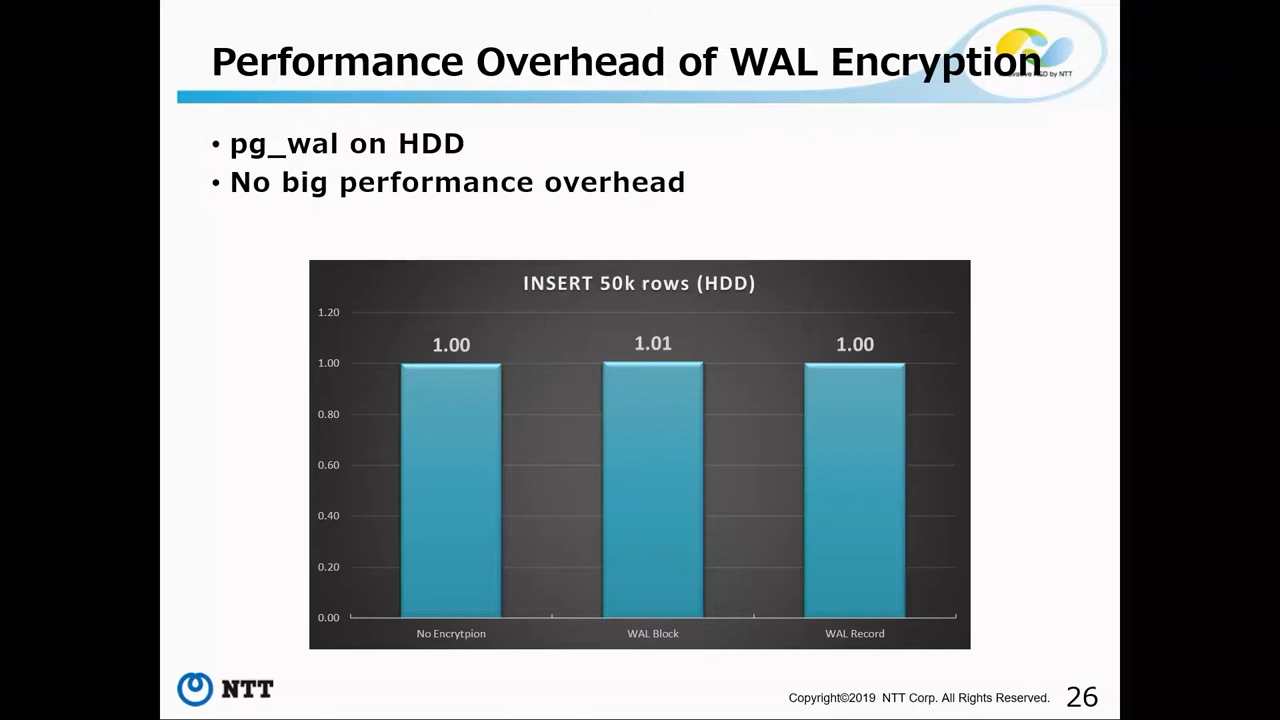 Performance Overhead of WAL Encryption
by NTT
• pg_wal on HDD
• No big performance overhead
INSERT 50k rows (HDD)
1.20
1.00
0.80
0.60
0.40
0.20
0.00
1.00
1.01
1.00
No Encrytpion
WAL Block
WAL Record
NTT
Copyright©2019 NTT Corp. All Rights Reserved.
26